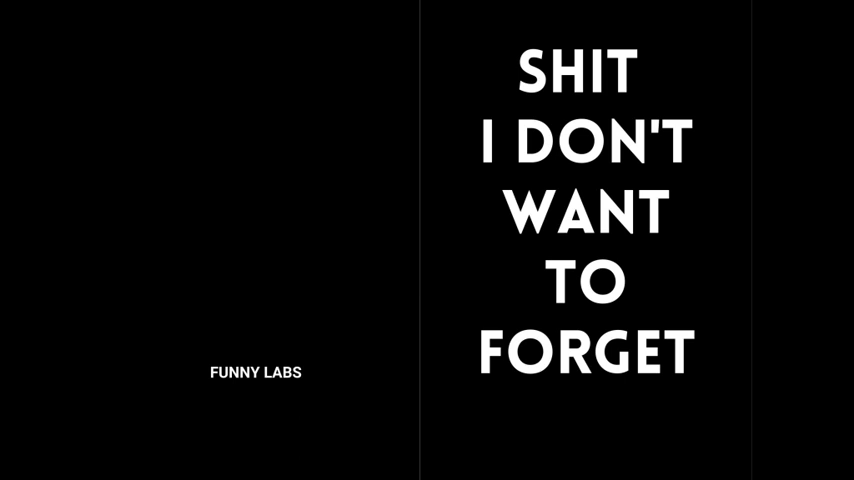 SHIT
I DON'T
WANT
TO
FORGET
FUNNY LABS